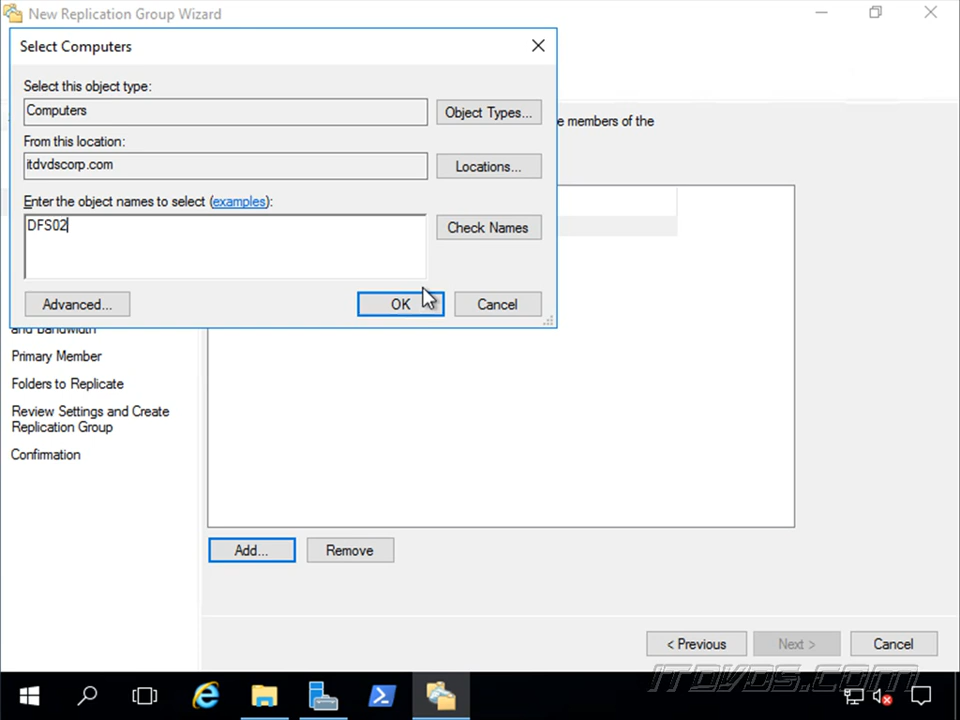 New Replication Group Wizard
Select Computers
Select this object type:
Computers
Object Types...
From this location:
itdvdscorp.com
Locations...
Enter the object names to select (examples):
DFS02
Check Names
Advanced...
OK
Cancel
e members of the
and Bandwidth
Primary Member
Folders to Replicate
Review Settings and Create
Replication Group
Confirmation
Add...
Remove
< Previous
Next >
Cancel
ITDVDS.COM